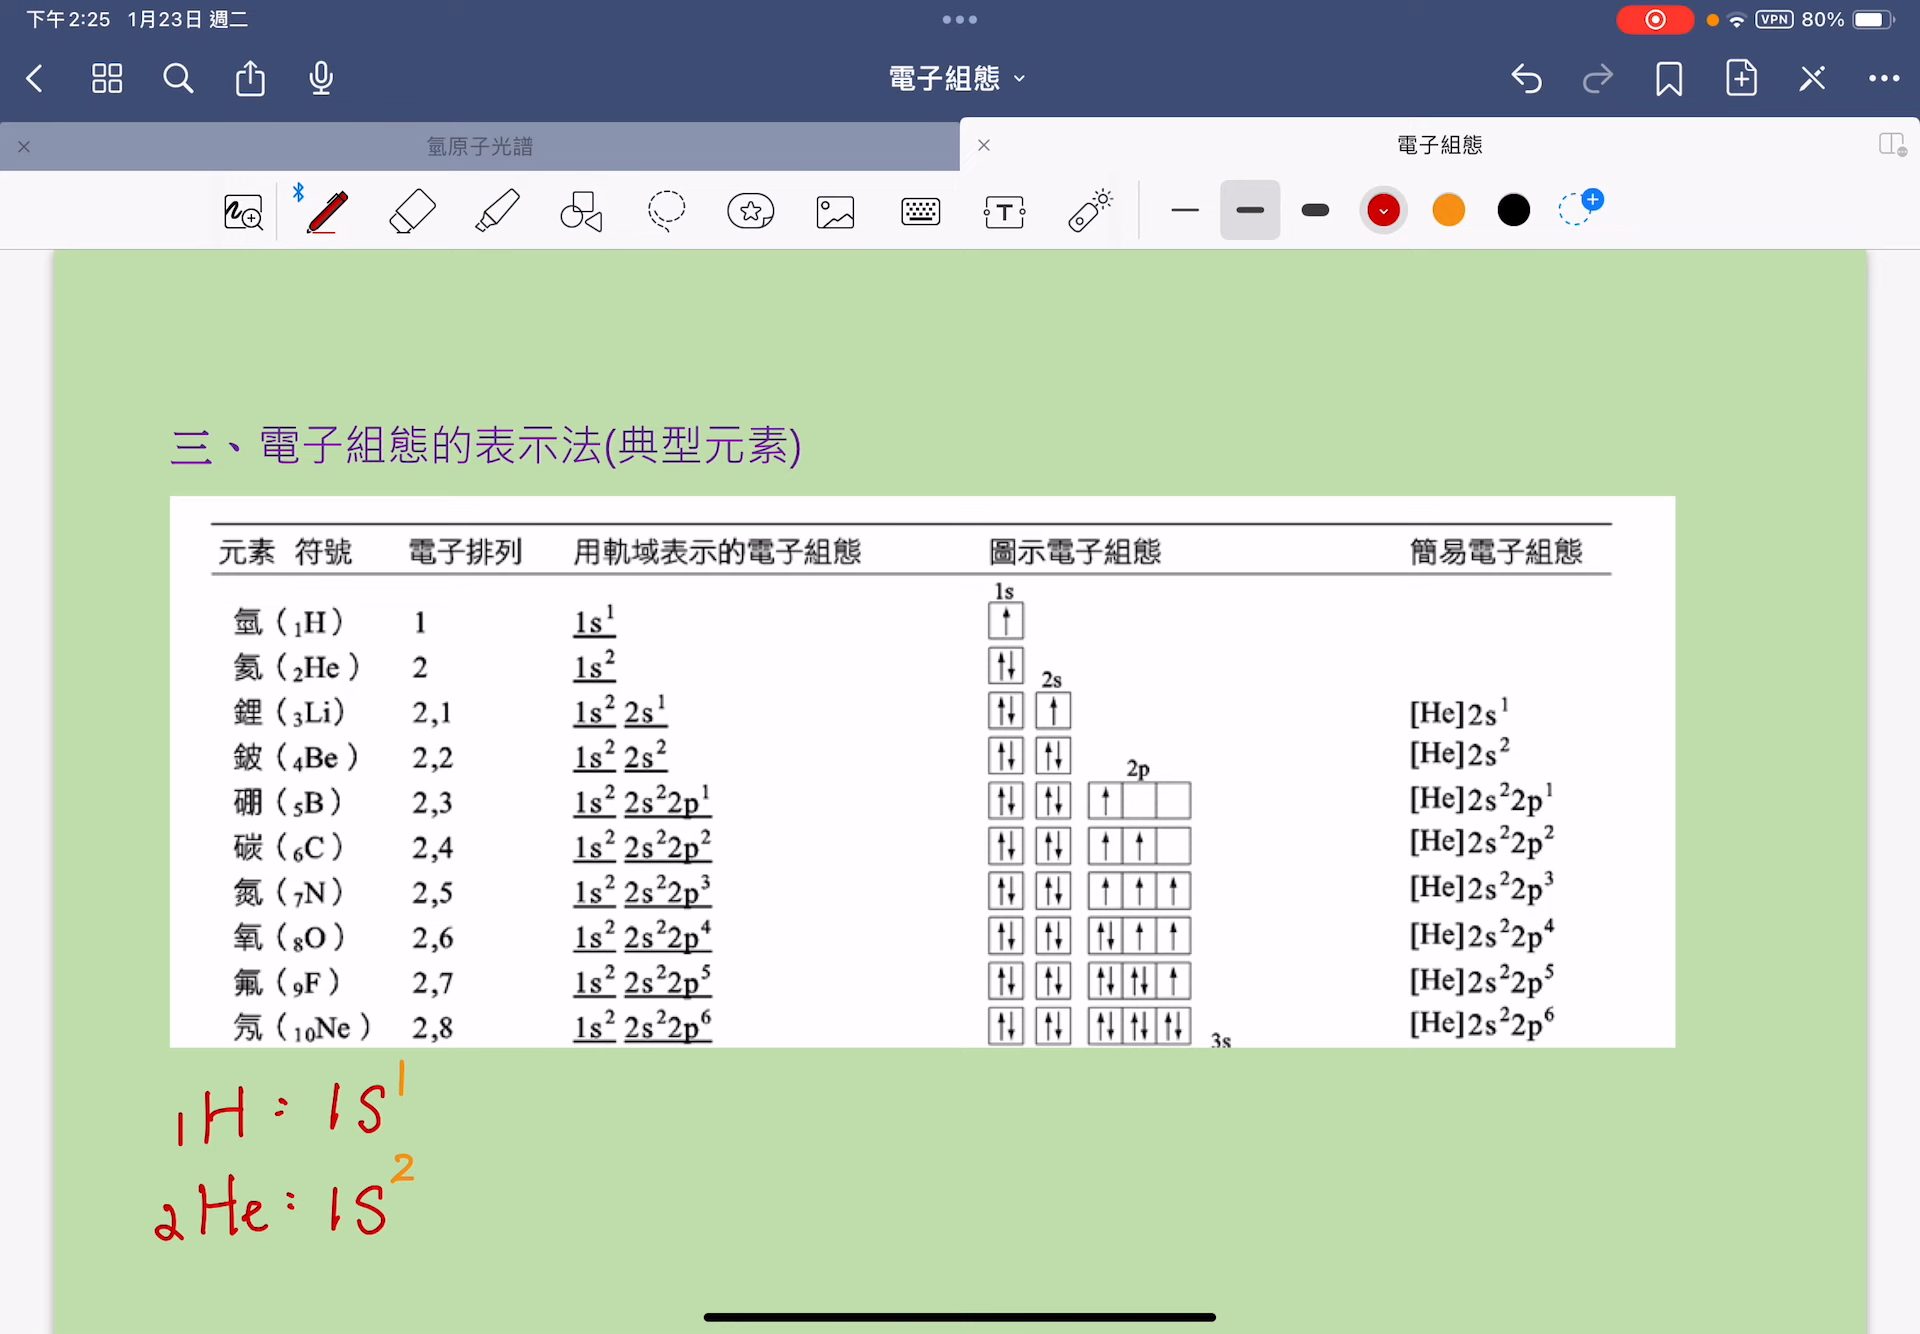 下午2:25 1月23日 週二
VPN 80%
電子組態
氫原子光譜
電子組態
T
三、電子組態的表示法(典型元素)
元素 符號 電子排列 用軌域表示的電子組態 圖示電子組態 簡易電子組態
1s
氫(₁H) 1 1s¹ ↑
氦(₂He) 2 1s² ↑↓
2s
鋰(₃Li) 2,1 1s² 2s¹ ↑↓ ↑ [He]2s¹
鈹(₄Be) 2,2 1s² 2s² ↑↓ ↑↓ [He]2s²
2p
硼(₅B) 2,3 1s² 2s²2p¹ ↑↓ ↑↓ ↑ [He]2s²2p¹
碳(₆C) 2,4 1s² 2s²2p² ↑↓ ↑↓ ↑ ↑ [He]2s²2p²
氮(₇N) 2,5 1s² 2s²2p³ ↑↓ ↑↓ ↑ ↑ ↑ [He]2s²2p³
氧(₈O) 2,6 1s² 2s²2p⁴ ↑↓ ↑↓ ↑↓ ↑ ↑ [He]2s²2p⁴
氟(₉F) 2,7 1s² 2s²2p⁵ ↑↓ ↑↓ ↑↓ ↑↓ ↑ [He]2s²2p⁵
氖(₁₀Ne) 2,8 1s² 2s²2p⁶ ↑↓ ↑↓ ↑↓ ↑↓ ↑↓ [He]2s²2p⁶
3s
₁H : 1s¹
₂He : 1s²